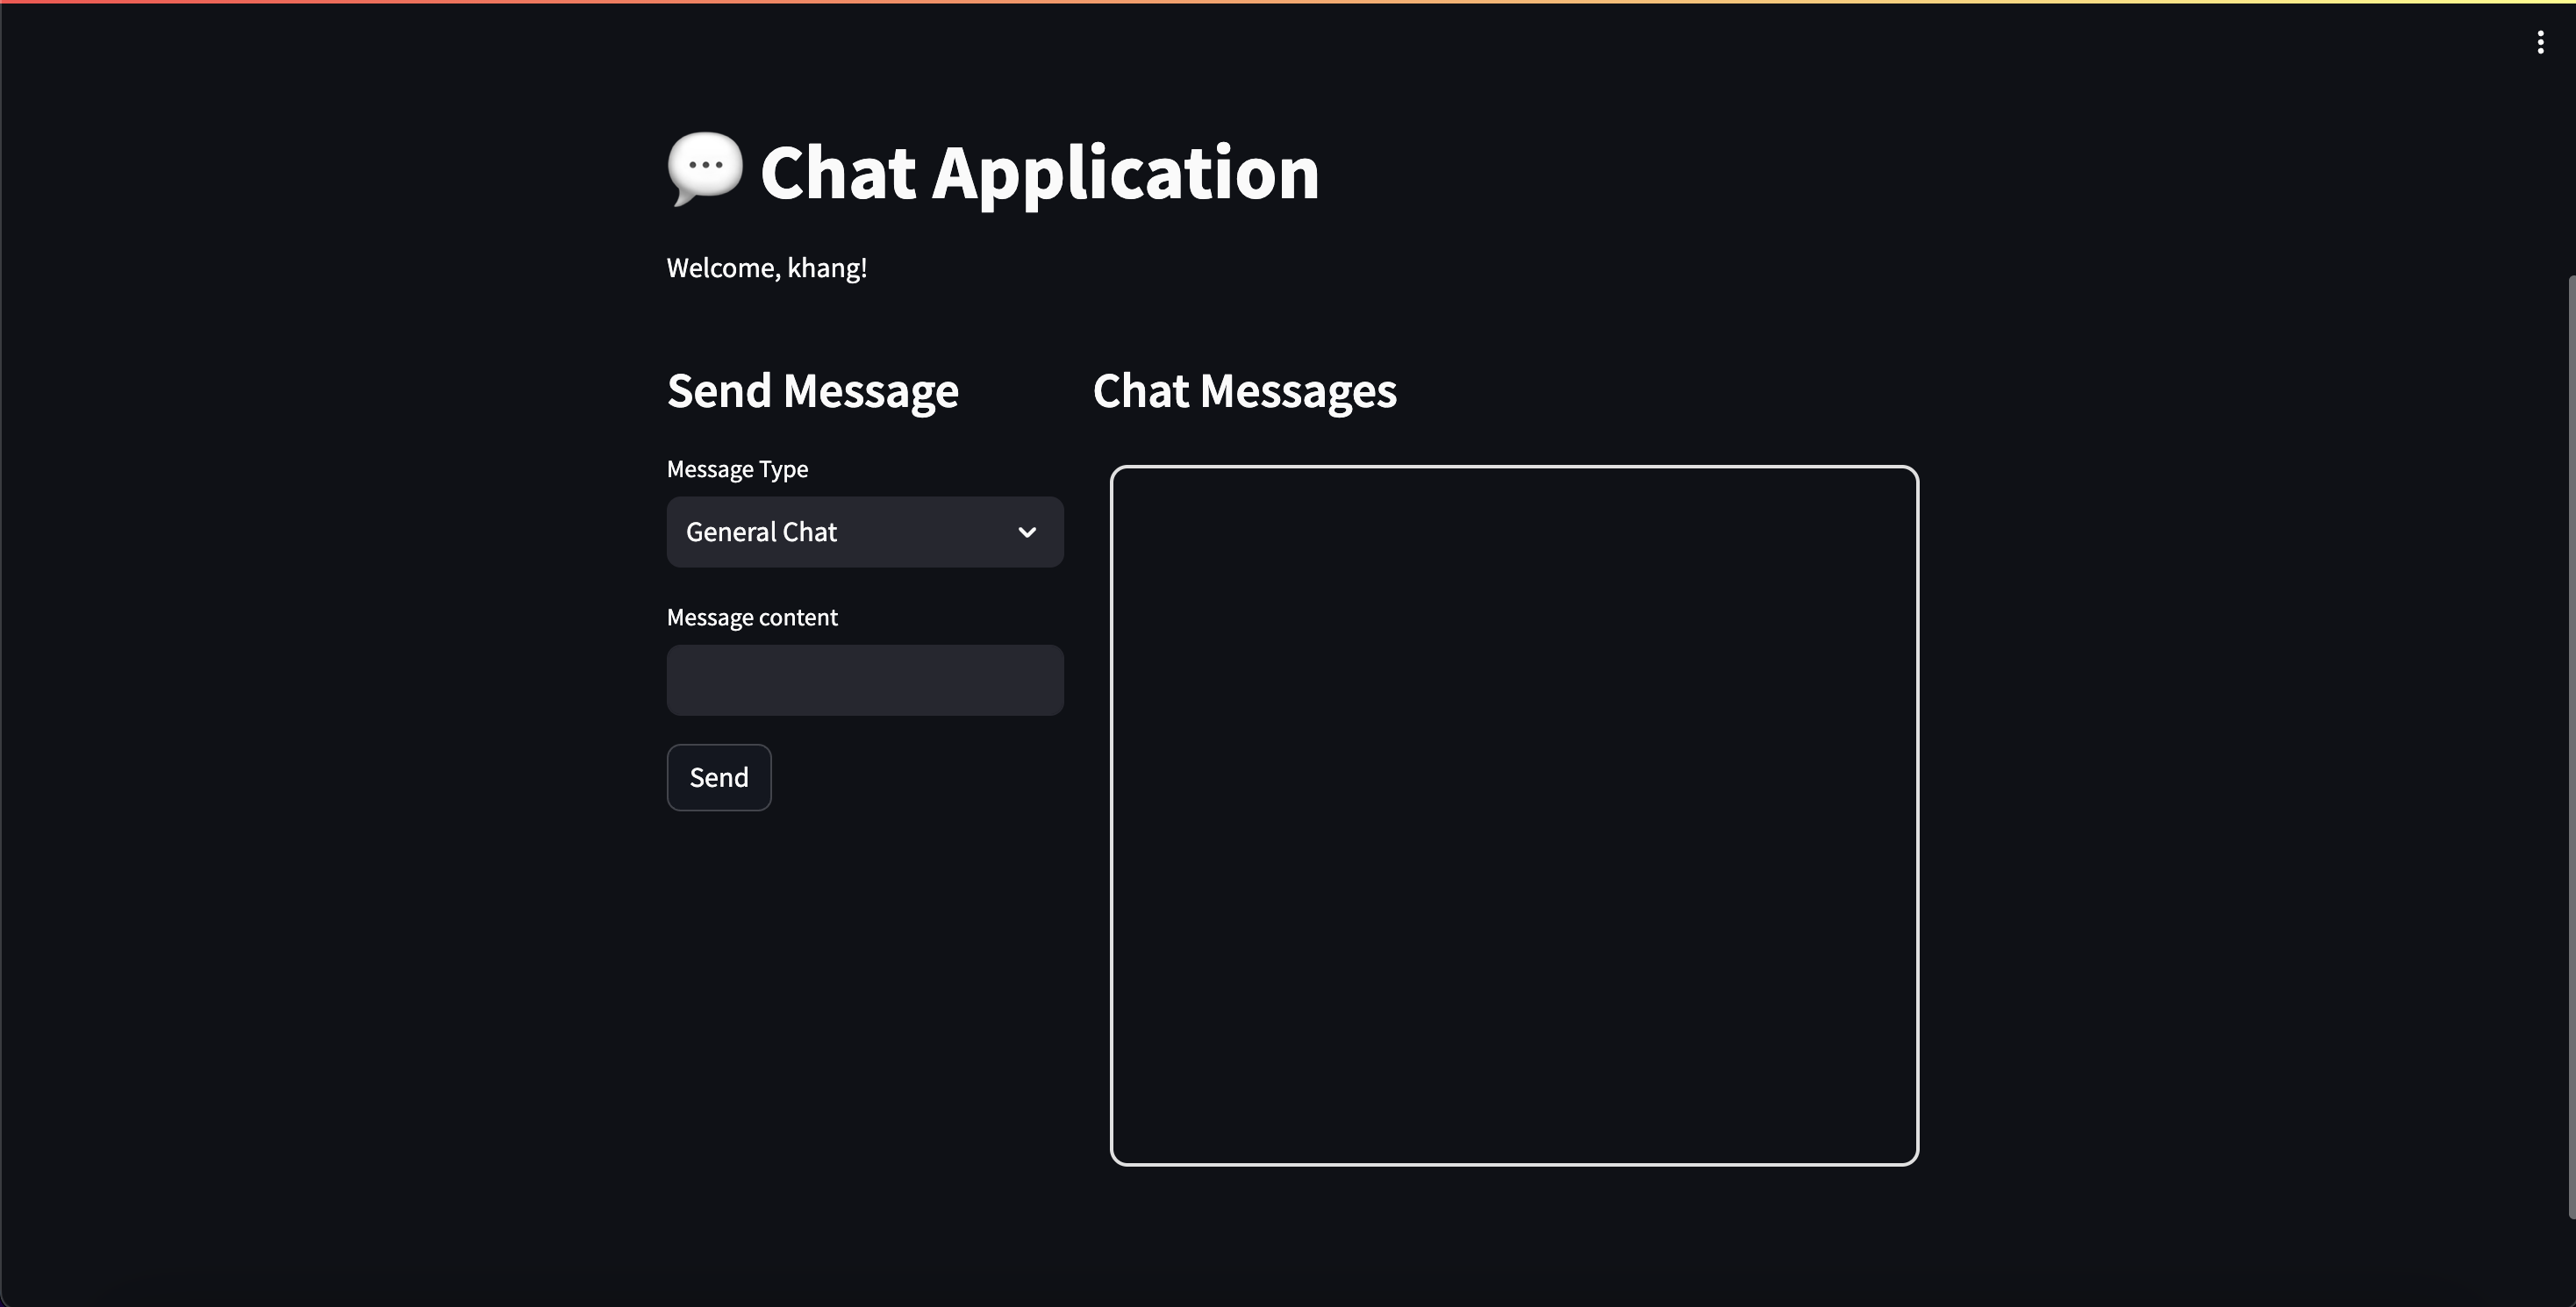 💬 Chat Application
Welcome, khang!
Send Message
Message Type
General Chat
Message content
Send
Chat Messages